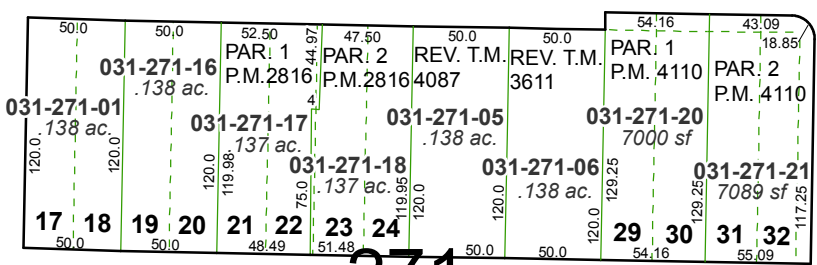 50.0
50.0
52.50
47.50
50.0
50.0
54.16
43.09
18.85
44.97
PAR. 1
P.M. 2816
PAR. 2
P.M. 2816
REV. T.M.
4087
REV. T.M.
3611
PAR. 1
P.M. 4110
PAR. 2
P.M. 4110
031-271-16
.138 ac.
031-271-01
.138 ac.
4
031-271-17
.137 ac.
031-271-05
.138 ac.
031-271-20
7000 sf
031-271-18
.137 ac.
031-271-06
.138 ac.
031-271-21
7089 sf
120.0
120.0
120.0
119.98
75.0
119.95
120.0
120.0
120.0
129.25
129.25
117.25
17 18 19 20 21 22 23 24 29 30 31 32
50.0
50.0
48.49
51.48
50.0
50.0
54.16
55.09
271